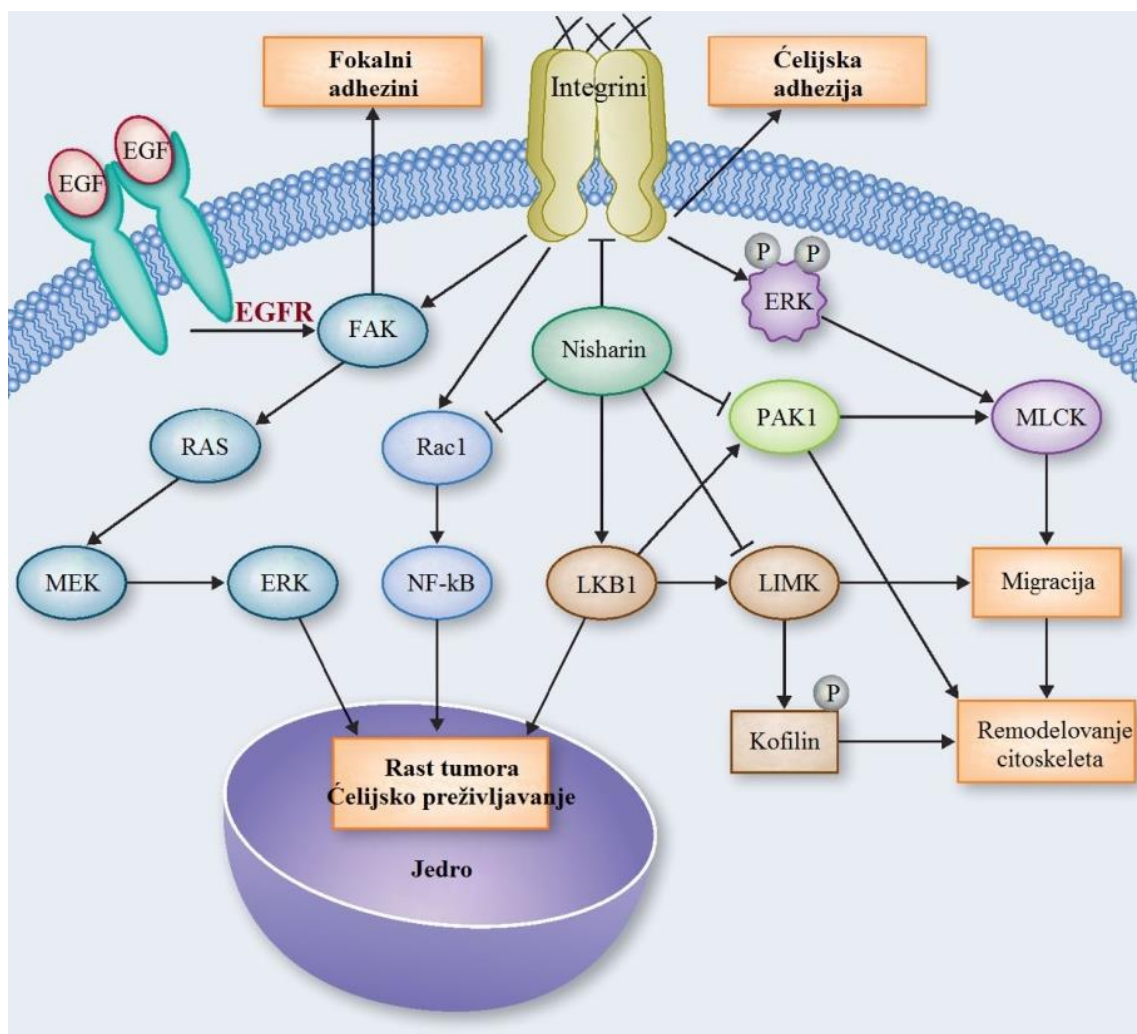 Fokalni
adhezini
Integrini
Ćelijska
adhezija
EGF
EGF
P
P
ERK
EGFR
FAK
Nisharin
RAS
Rac1
PAK1
MLCK
MEK
ERK
NF-kB
LKB1
LIMK
Migracija
P
Kofilin
Remodelovanje
citoskeleta
Rast tumora
Ćelijsko preživljavanje
Jedro